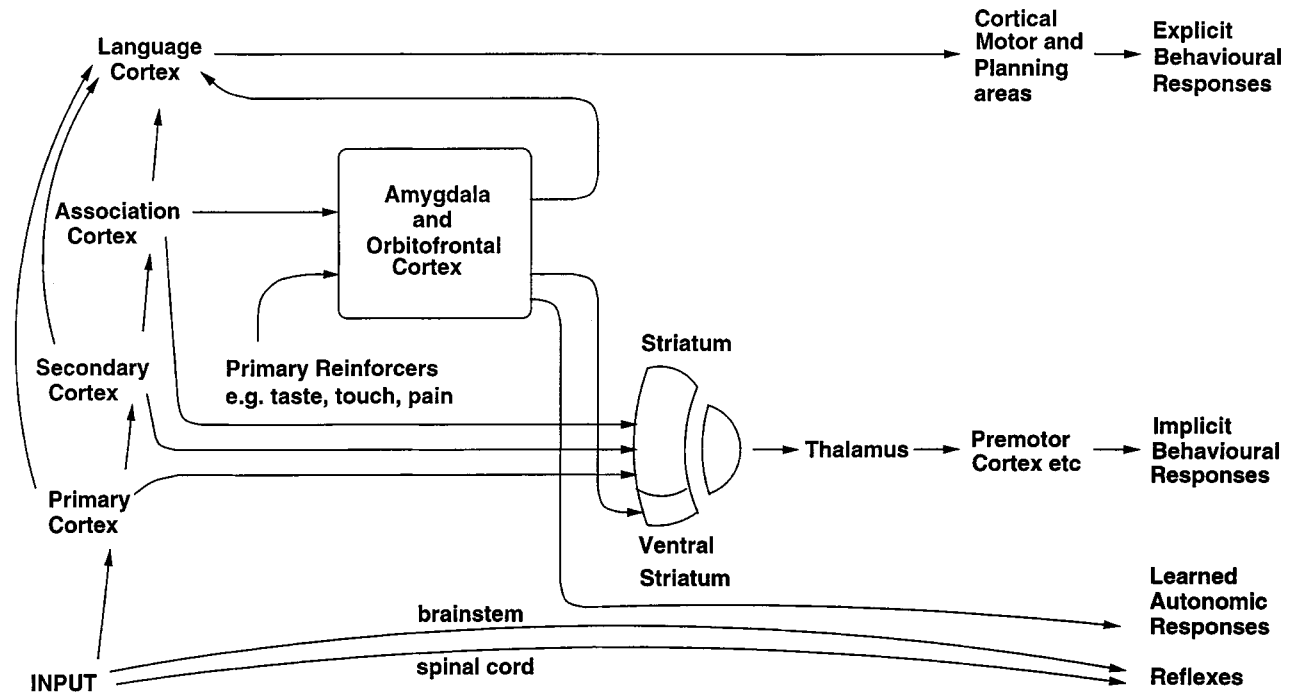 Language
Cortex
Cortical
Motor and
Planning
areas
Explicit
Behavioural
Responses
Association
Cortex
Amygdala
and
Orbitofrontal
Cortex
Secondary
Cortex
Primary Reinforcers
e.g. taste, touch, pain
Striatum
Primary
Cortex
Thalamus
Premotor
Cortex etc
Implicit
Behavioural
Responses
Ventral
Striatum
Learned
Autonomic
Responses
brainstem
spinal cord
INPUT
Reflexes